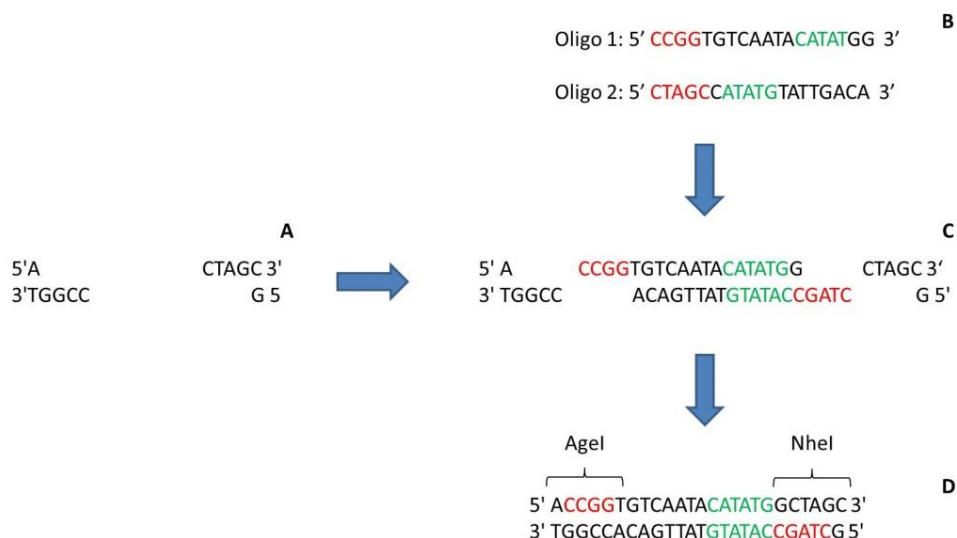 B
Oligo 1: 5’ CCGGTGTCAATACATATGG 3’
Oligo 2: 5’ CTAGCCATATGTATTGACA 3’
A
5'A CTAGC 3'
3'TGGCC G 5
C
5' A CCGGTGTCAATACATATGG CTAGC 3‘
3' TGGCC ACAGTTATGTATACCGATC G 5'
AgeI NheI
D
5' ACCGGTGTCAATACATATGGCTAGC 3'
3' TGGCCACAGTTATGTATACCGATCG 5'